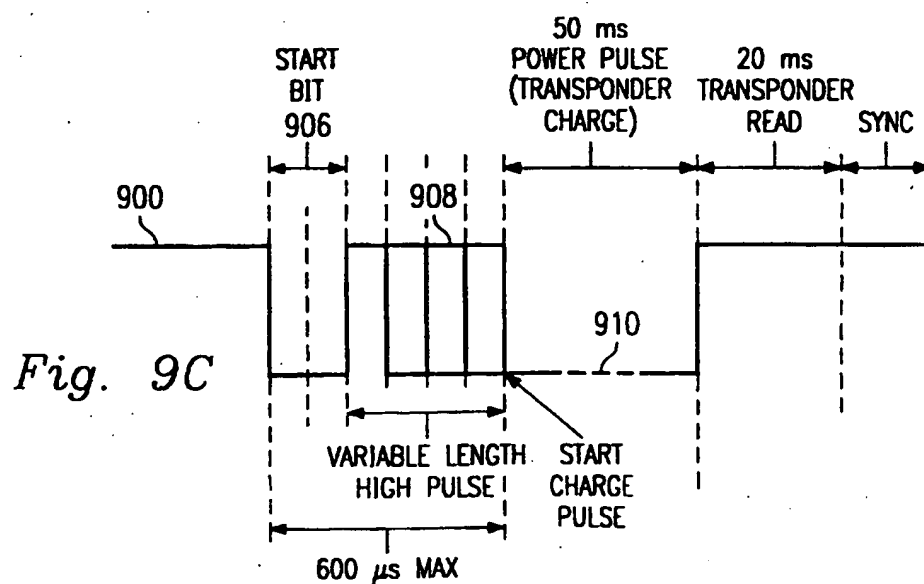 START
BIT
906
50 ms
POWER PULSE
(TRANSPONDER
CHARGE)
20 ms
TRANSPONDER
READ
SYNC
900
908
910
Fig. 9C
VARIABLE LENGTH
HIGH PULSE
START
CHARGE
PULSE
600 µs MAX